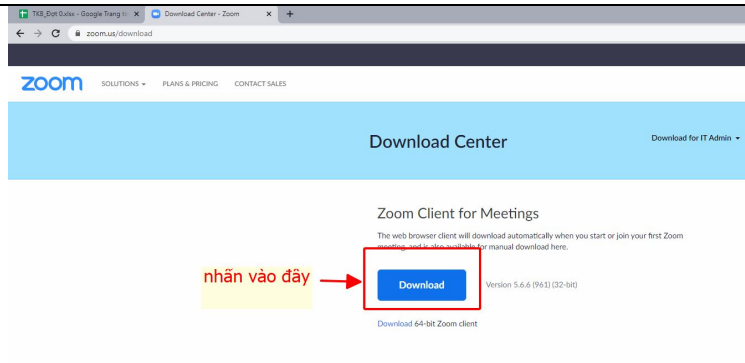 TKB_Đợt 0.xlsx - Google Trang tí
Download Center - Zoom
zoom.us/download
zoom
SOLUTIONS
PLANS & PRICING
CONTACT SALES
Download Center
Download for IT Admin
Zoom Client for Meetings
The web browser client will download automatically when you start or join your first Zoom
meeting, and is also available for manual download here.
nhấn vào đây
Download
Version 5.6.6 (961) (32-bit)
Download 64-bit Zoom client